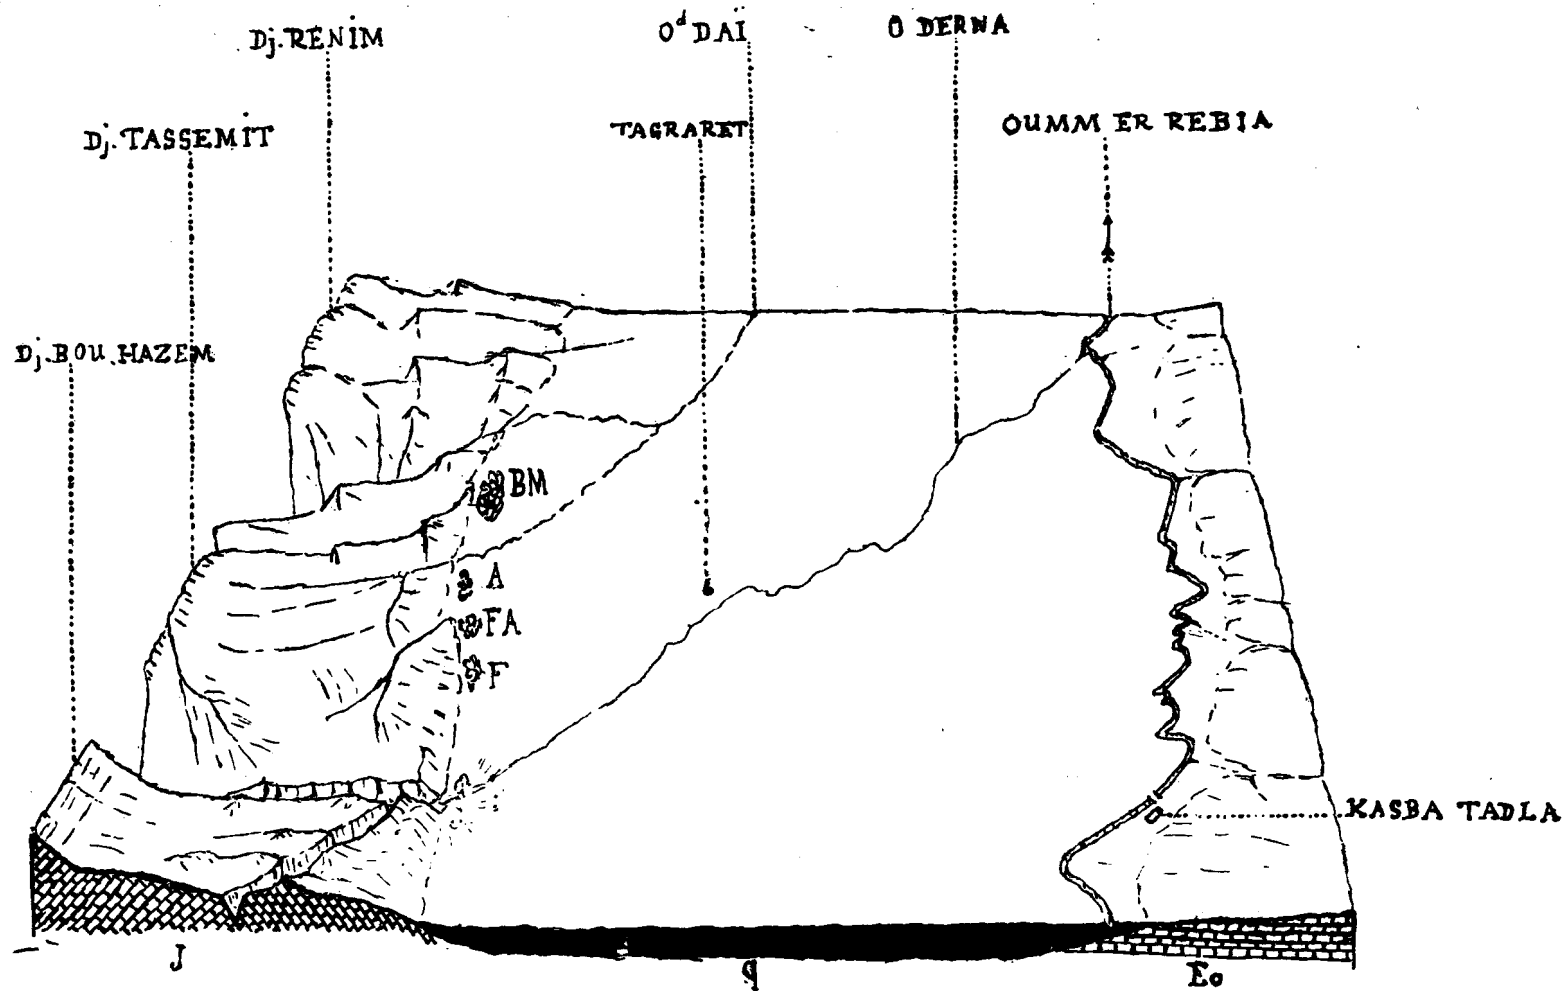 Dj. RENIM
Od DAÏ
O DERNA
Dj. TASSEMIT
TAGRARET
OUMM ER REBIA
Dj. BOU HAZEM
BM
A
FA
F
KASBA TADLA
J
q
Eo